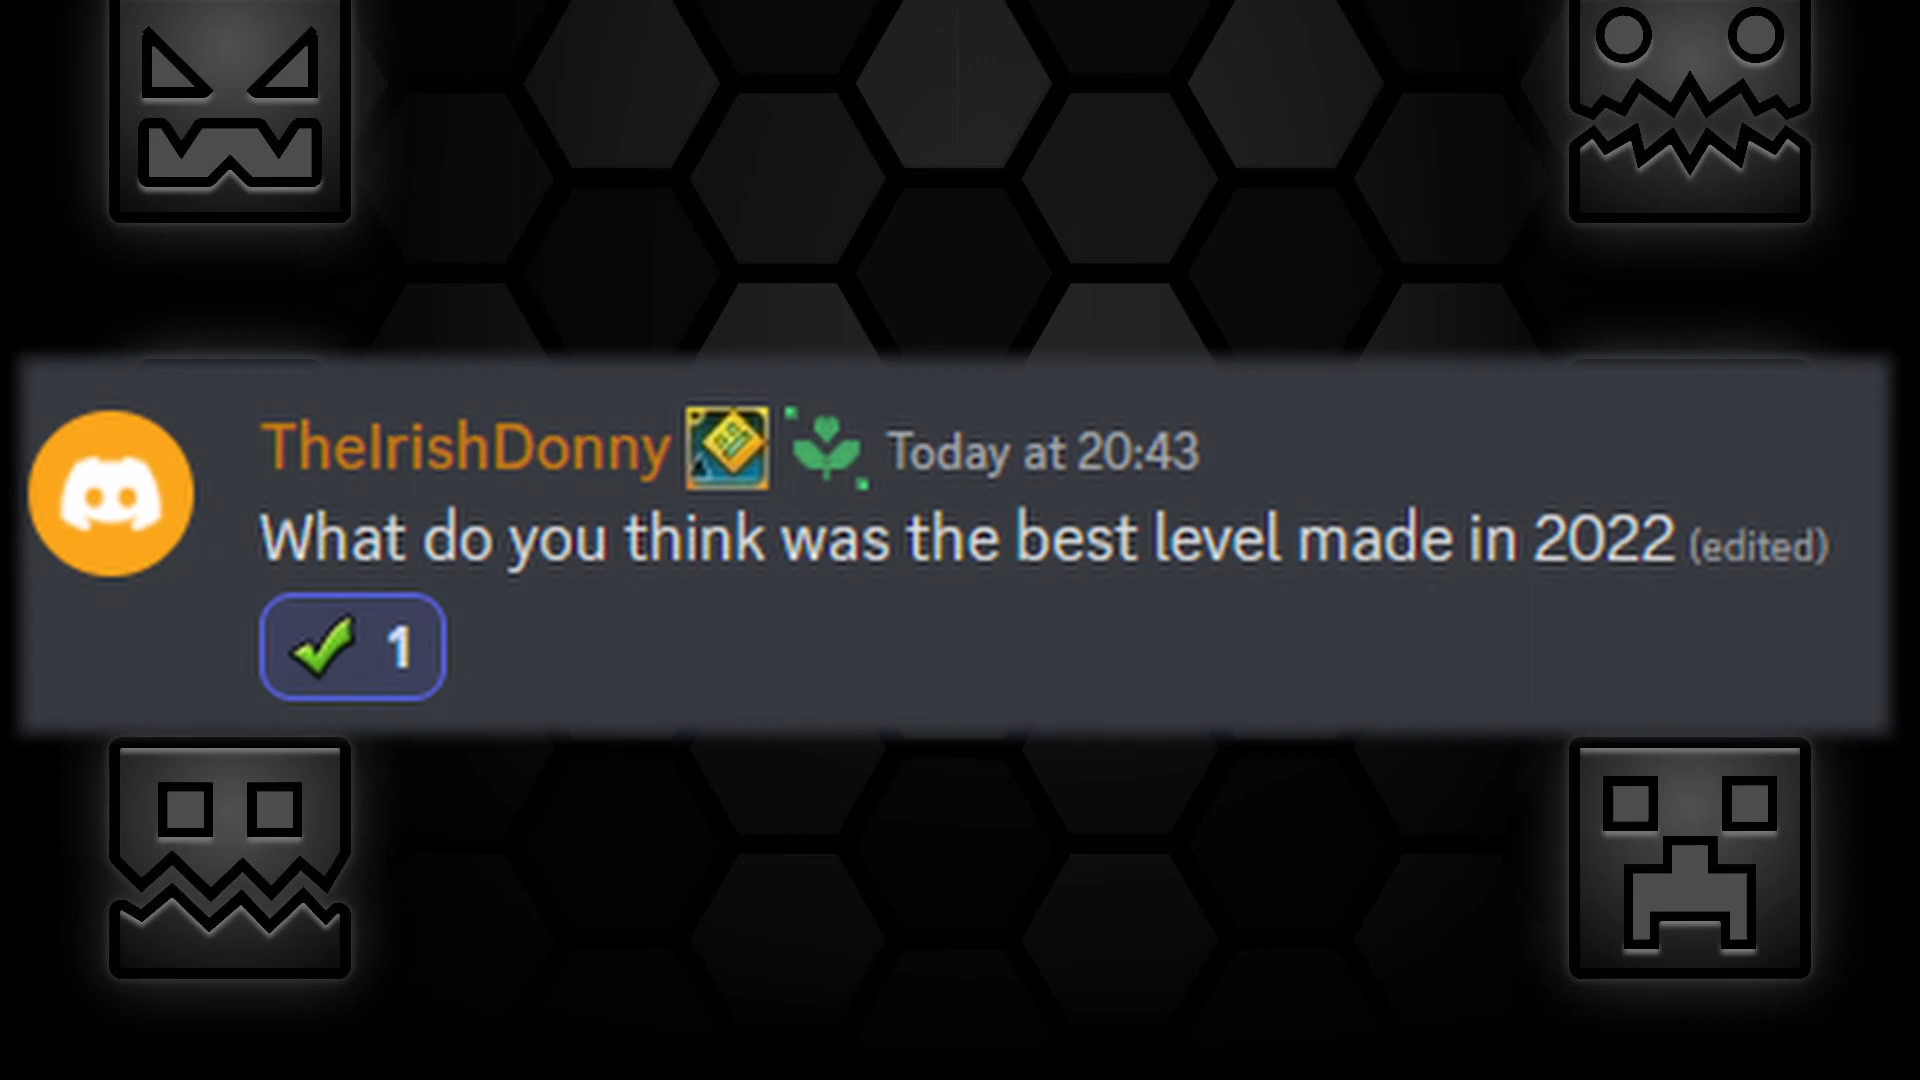 TheIrishDonny Today at 20:43
What do you think was the best level made in 2022 (edited)
1